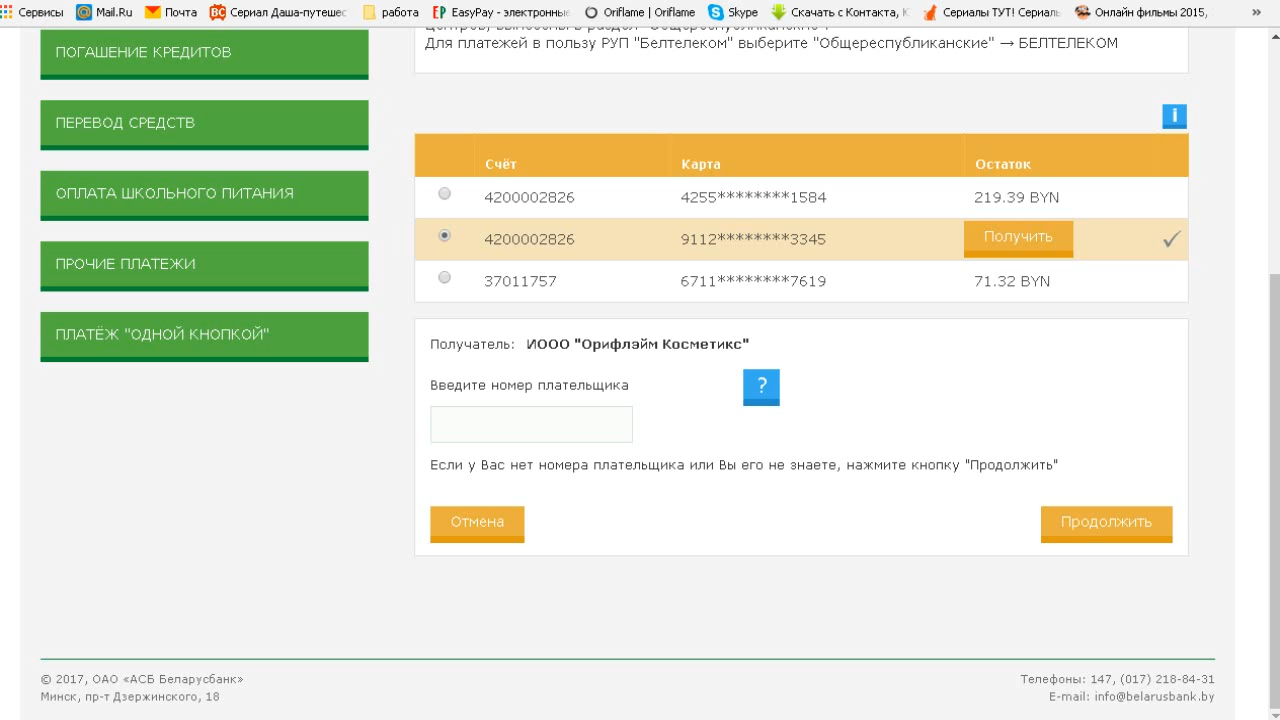 Сервисы Mail.Ru Почта Сериал Даша-путешес работа EasyPay - электронные Oriflame | Oriflame Skype Скачать с Контакта, К Сериалы ТУТ! Сериаль Онлайн фильмы 2015, »
Для платежей в пользу РУП "Белтелеком" выберите "Общереспубликанские" → БЕЛТЕЛЕКОМ
ПОГАШЕНИЕ КРЕДИТОВ
ПЕРЕВОД СРЕДСТВ
ОПЛАТА ШКОЛЬНОГО ПИТАНИЯ
ПРОЧИЕ ПЛАТЕЖИ
ПЛАТЁЖ "ОДНОЙ КНОПКОЙ"
i
Счёт Карта Остаток
4200002826 4255********1584 219.39 BYN
4200002826 9112********3345 Получить
37011757 6711********7619 71.32 BYN
Получатель: ИООО "Орифлэйм Косметикс"
Введите номер плательщика ?
Если у Вас нет номера плательщика или Вы его не знаете, нажмите кнопку "Продолжить"
Отмена Продолжить
© 2017, ОАО «АСБ Беларусбанк» Телефоны: 147, (017) 218-84-31
Минск, пр-т Дзержинского, 18 E-mail: info@belarusbank.by